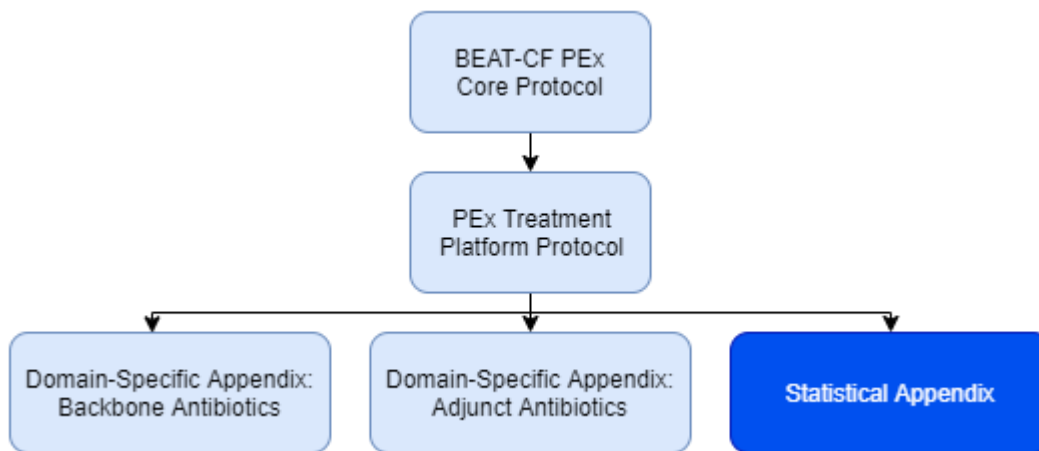 BEAT-CF PEx
Core Protocol
PEx Treatment
Platform Protocol
Domain-Specific Appendix:
Backbone Antibiotics
Domain-Specific Appendix:
Adjunct Antibiotics
Statistical Appendix